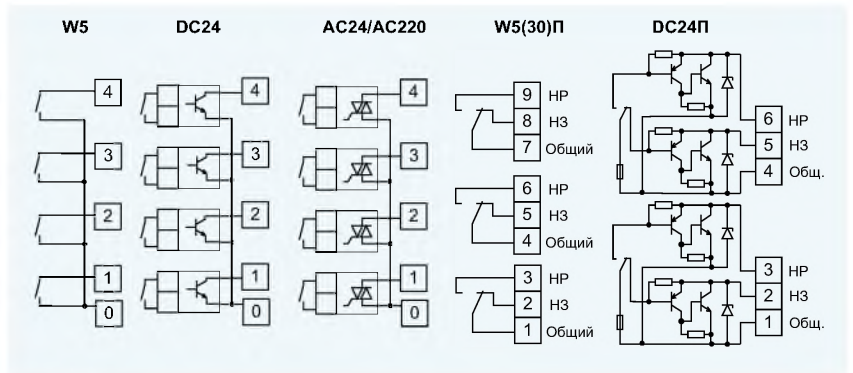 W5
DC24
AC24/AC220
W5(30)П
DC24П
4
3
2
1
0
4
3
2
1
0
4
3
2
1
0
9 НР
8 НЗ
7 Общий
6 НР
5 НЗ
4 Общий
3 НР
2 НЗ
1 Общий
6 НР
5 НЗ
4 Общ.
3 НР
2 НЗ
1 Общ.